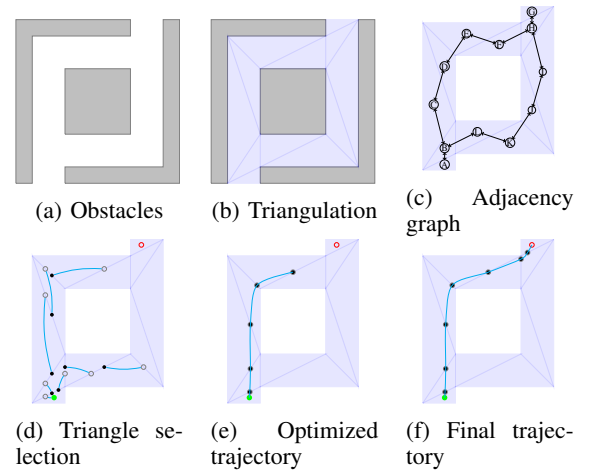 (a) Obstacles
(b) Triangulation
G
H
E
F
D
I
C
J
L
K
B
A
(c) Adjacency
graph
(d) Triangle se-
lection
(e) Optimized
trajectory
(f) Final trajec-
tory